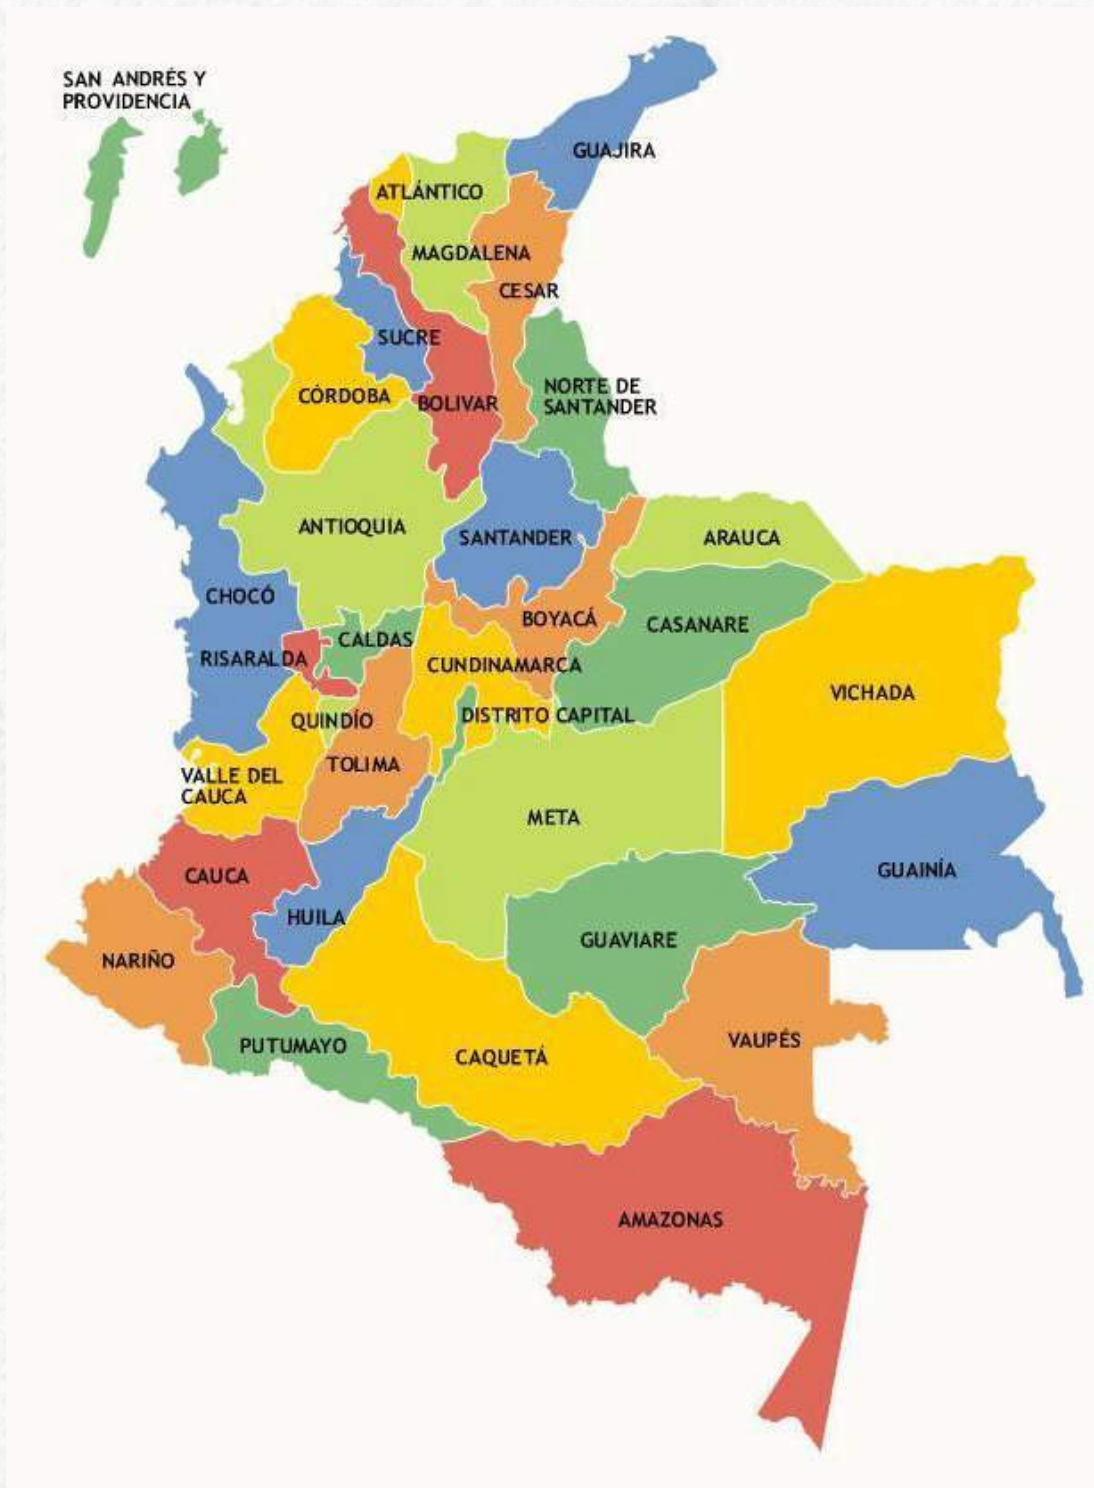 SAN ANDRÉS Y
PROVIDENCIA
GUAJIRA
ATLÁNTICO
MAGDALENA
CESAR
SUCRE
NORTE DE
SANTANDER
CÓRDOBA
BOLIVAR
ANTIOQUIA
SANTANDER
ARAUCA
CHOCÓ
BOYACÁ
CASANARE
CALDAS
RISARALDA
CUNDINAMARCA
VICHADA
QUINDÍO
DISTRITO CAPITAL
TOLIMA
VALLE DEL
CAUCA
META
CAUCA
GUAINÍA
HUILA
GUAVIARE
NARIÑO
VAUPÉS
PUTUMAYO
CAQUETÁ
AMAZONAS